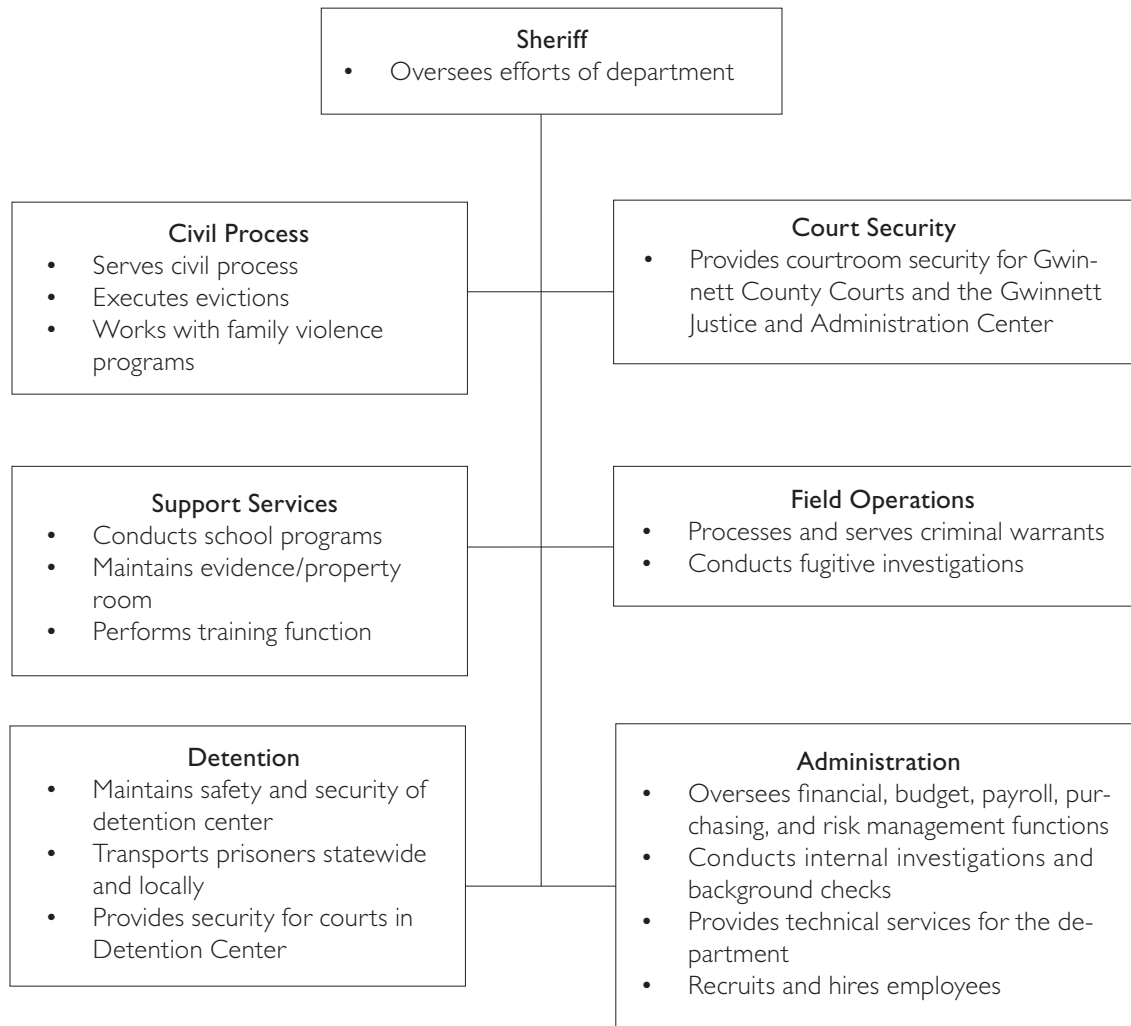 Sheriff
• Oversees efforts of department
Civil Process
• Serves civil process
• Executes evictions
• Works with family violence
programs
Court Security
• Provides courtroom security for Gwin-
nett County Courts and the Gwinnett
Justice and Administration Center
Support Services
• Conducts school programs
• Maintains evidence/property
room
• Performs training function
Field Operations
• Processes and serves criminal warrants
• Conducts fugitive investigations
Detention
• Maintains safety and security of
detention center
• Transports prisoners statewide
and locally
• Provides security for courts in
Detention Center
Administration
• Oversees financial, budget, payroll, pur-
chasing, and risk management functions
• Conducts internal investigations and
background checks
• Provides technical services for the de-
partment
• Recruits and hires employees